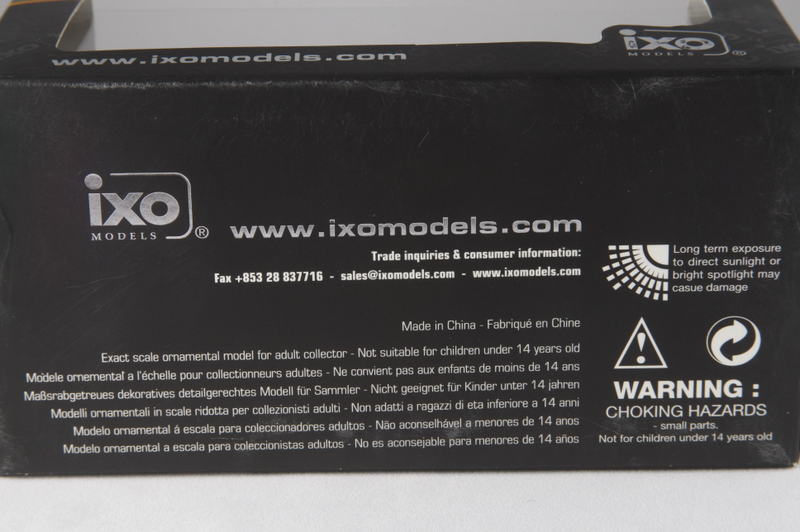 www.ixomodels.com
ixo
MODELS ®
ixo
MODELS ®
www.ixomodels.com
Trade inquiries & consumer information:
Fax +853 28 837716 - sales@ixomodels.com - www.ixomodels.com
Long term exposure
to direct sunlight or
bright spotlight may
casue damage
Made in China - Fabriqué en Chine
Exact scale ornamental model for adult collector - Not suitable for children under 14 years old
Modèle ornemental a l'échelle pour collectionneurs adultes - Ne convient pas aux enfants de moins de 14 ans
Maßsrabgetreues dekoratives detailgerechtes Modell für Sammler - Nicht geeignet für Kinder unter 14 jahren
Modelli ornamentali in scale ridotta per collezionisti adulti - Non adatti a ragazzi di eta inferiore a 14 anni
Modelo ornamental á escala para coleccionadores adultos - Não aconselhável a menores de 14 anos
Modelo ornamental a escala para coleccionistas adultos - No es aconsejable para menores de 14 años
WARNING :
CHOKING HAZARDS
- small parts.
Not for children under 14 years old